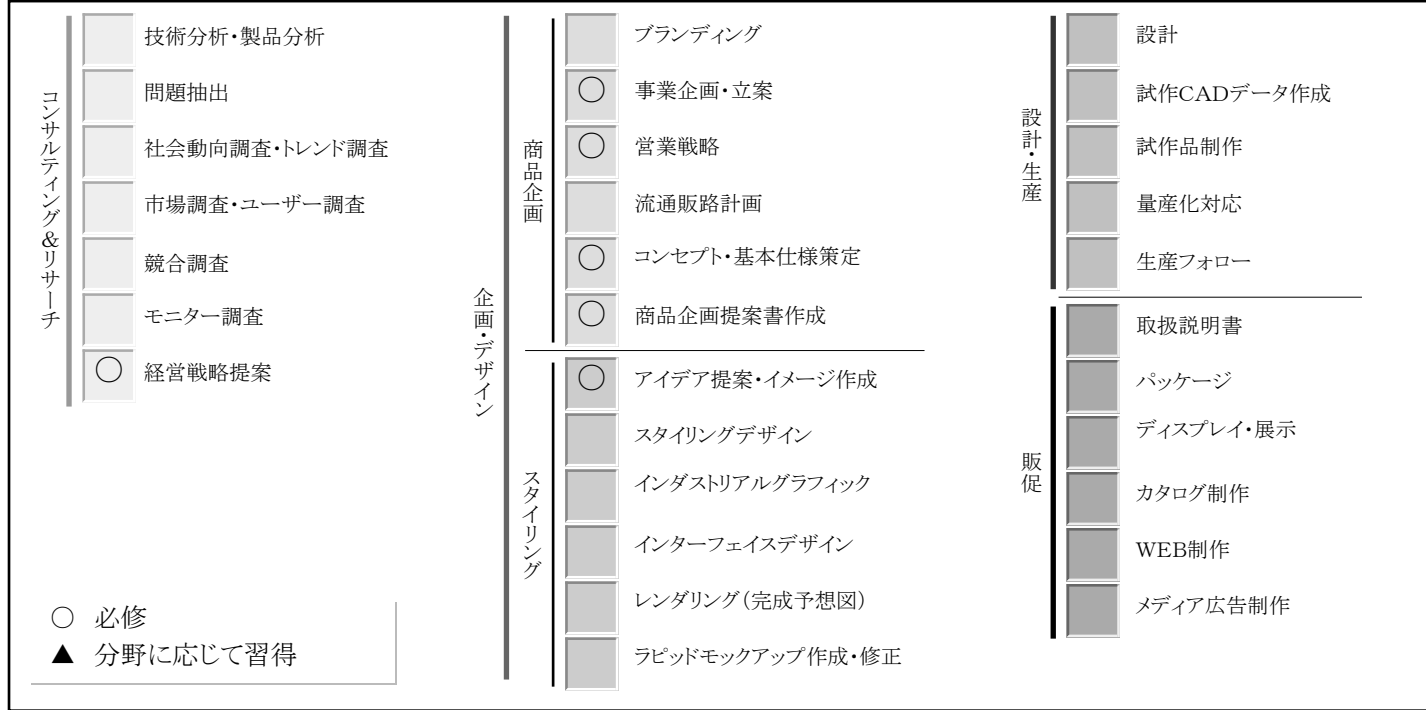 コンサルティング&リサーチ
技術分析・製品分析
問題抽出
社会動向調査・トレンド調査
市場調査・ユーザー調査
競合調査
モニター調査
○ 経営戦略提案
企画・デザイン
商品企画
ブランディング
○ 事業企画・立案
○ 営業戦略
流通販路計画
○ コンセプト・基本仕様策定
○ 商品企画提案書作成
スタイリング
○ アイデア提案・イメージ作成
スタイリングデザイン
インダストリアルグラフィック
インターフェイスデザイン
レンダリング(完成予想図)
ラピッドモックアップ作成・修正
設計・生産
設計
試作CADデータ作成
試作品制作
量産化対応
生産フォロー
販促
取扱説明書
パッケージ
ディスプレイ・展示
カタログ制作
WEB制作
メディア広告制作
○ 必修
▲ 分野に応じて習得